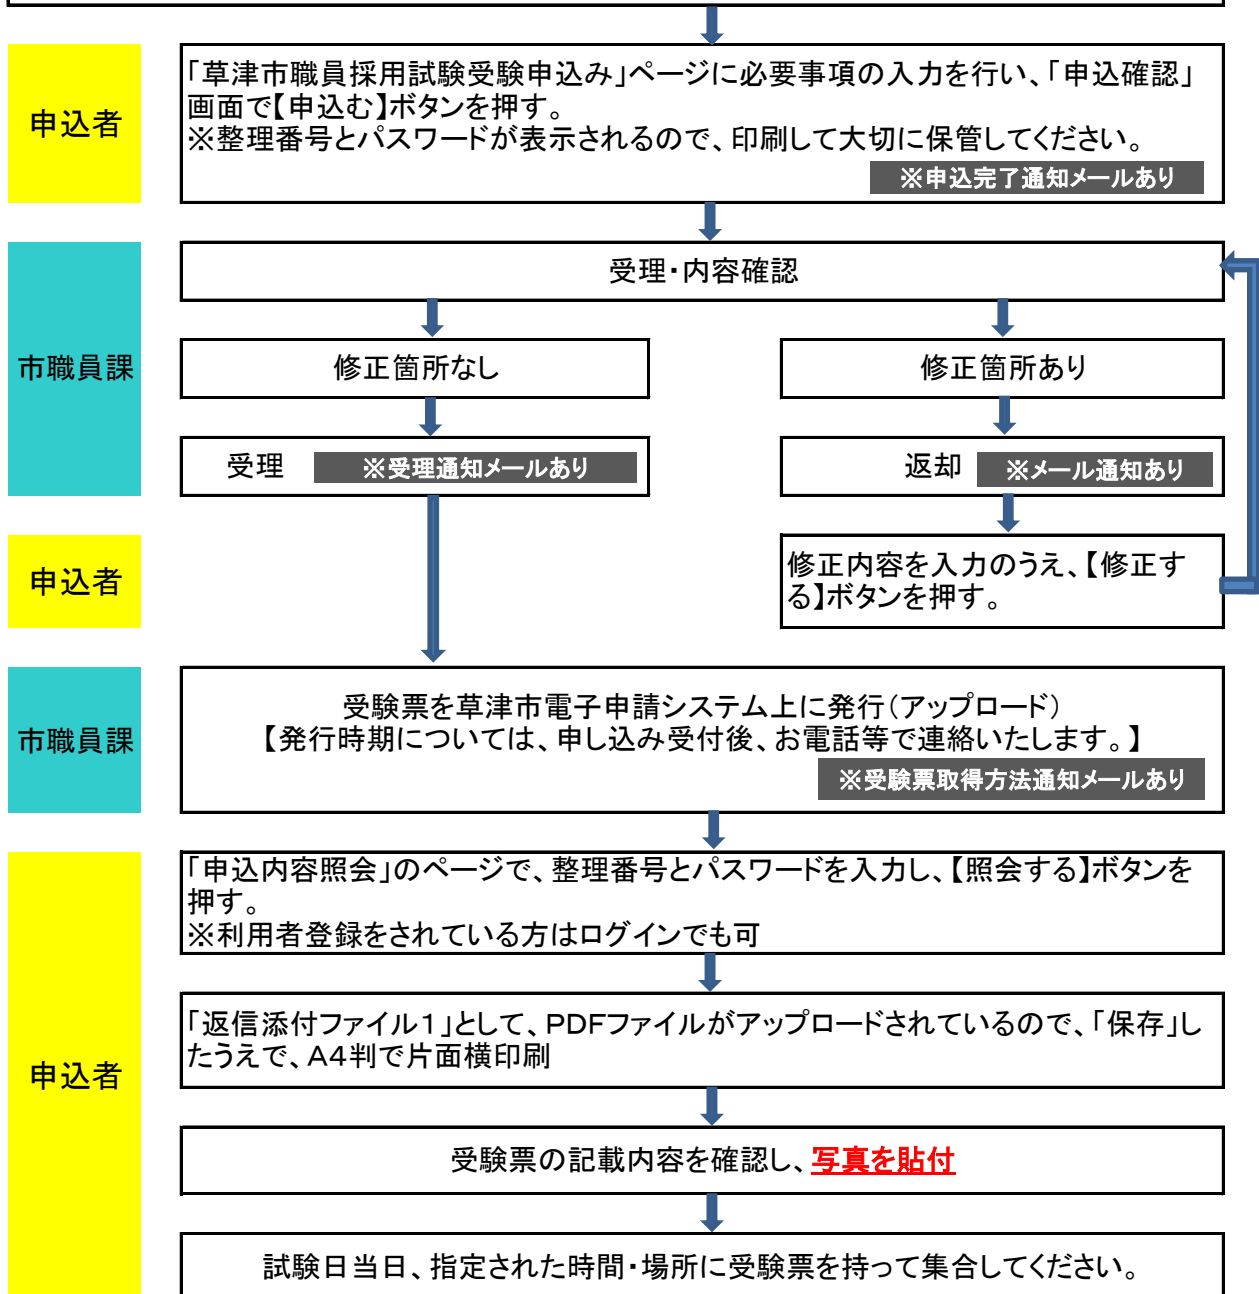 申込者
「草津市職員採用試験受験申込み」ページに必要事項の入力を行い、「申込確認」
画面で【申込む】ボタンを押す。
※整理番号とパスワードが表示されるので、印刷して大切に保管してください。
※申込完了通知メールあり
市職員課
受理・内容確認
修正箇所なし
修正箇所あり
受理
※受理通知メールあり
返却
※メール通知あり
申込者
修正内容を入力のうえ、【修正す
る】ボタンを押す。
市職員課
受験票を草津市電子申請システム上に発行（アップロード）
【発行時期については、申し込み受付後、お電話等で連絡いたします。】
※受験票取得方法通知メールあり
申込者
「申込内容照会」のページで、整理番号とパスワードを入力し、【照会する】ボタンを
押す。
※利用者登録をされている方はログインでも可
「返信添付ファイル１」として、PDFファイルがアップロードされているので、「保存」し
たうえで、A4判で片面横印刷
受験票の記載内容を確認し、写真を貼付
試験日当日、指定された時間・場所に受験票を持って集合してください。